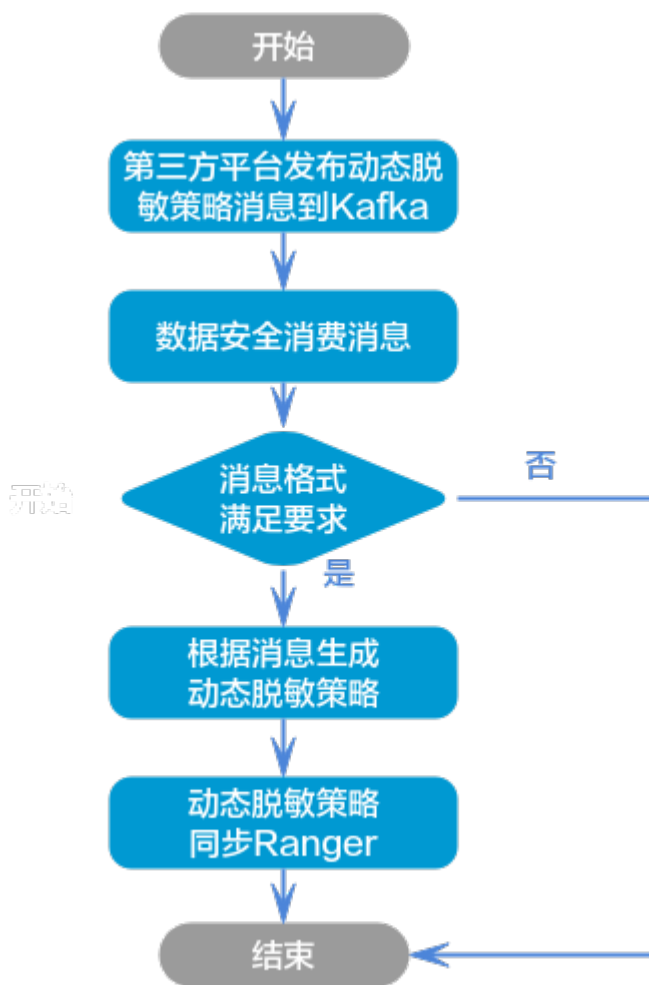 开始
第三方平台发布动态脱
敏策略消息到Kafka
数据安全消费消息
消息格式
满足要求
否
开始
是
根据消息生成
动态脱敏策略
动态脱敏策略
同步Ranger
结束